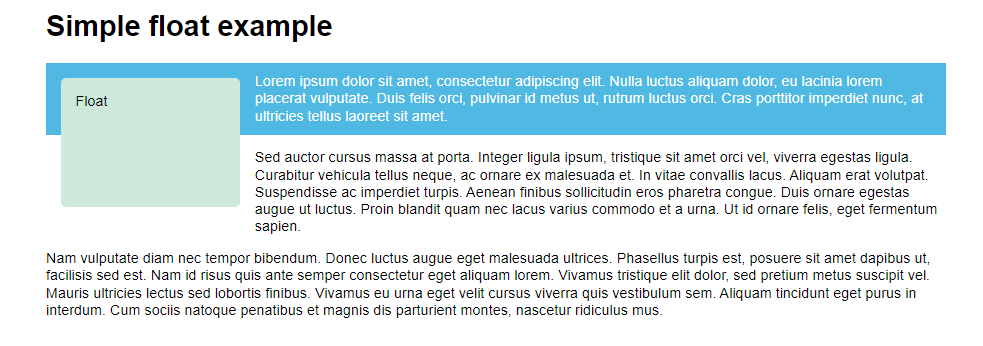 Simple float example
Float
Lorem ipsum dolor sit amet, consectetur adipiscing elit. Nulla luctus aliquam dolor, eu lacinia lorem
placerat vulputate. Duis felis orci, pulvinar id metus ut, rutrum luctus orci. Cras porttitor imperdiet nunc, at
ultricies tellus laoreet sit amet.
Sed auctor cursus massa at porta. Integer ligula ipsum, tristique sit amet orci vel, viverra egestas ligula.
Curabitur vehicula tellus neque, ac ornare ex malesuada et. In vitae convallis lacus. Aliquam erat volutpat.
Suspendisse ac imperdiet turpis. Aenean finibus sollicitudin eros pharetra congue. Duis ornare egestas
augue ut luctus. Proin blandit quam nec lacus varius commodo et a urna. Ut id ornare felis, eget fermentum
sapien.
Nam vulputate diam nec tempor bibendum. Donec luctus augue eget malesuada ultrices. Phasellus turpis est, posuere sit amet dapibus ut,
facilisis sed est. Nam id risus quis ante semper consectetur eget aliquam lorem. Vivamus tristique elit dolor, sed pretium metus suscipit vel.
Mauris ultricies lectus sed lobortis finibus. Vivamus eu urna eget velit cursus viverra quis vestibulum sem. Aliquam tincidunt eget purus in
interdum. Cum sociis natoque penatibus et magnis dis parturient montes, nascetur ridiculus mus.